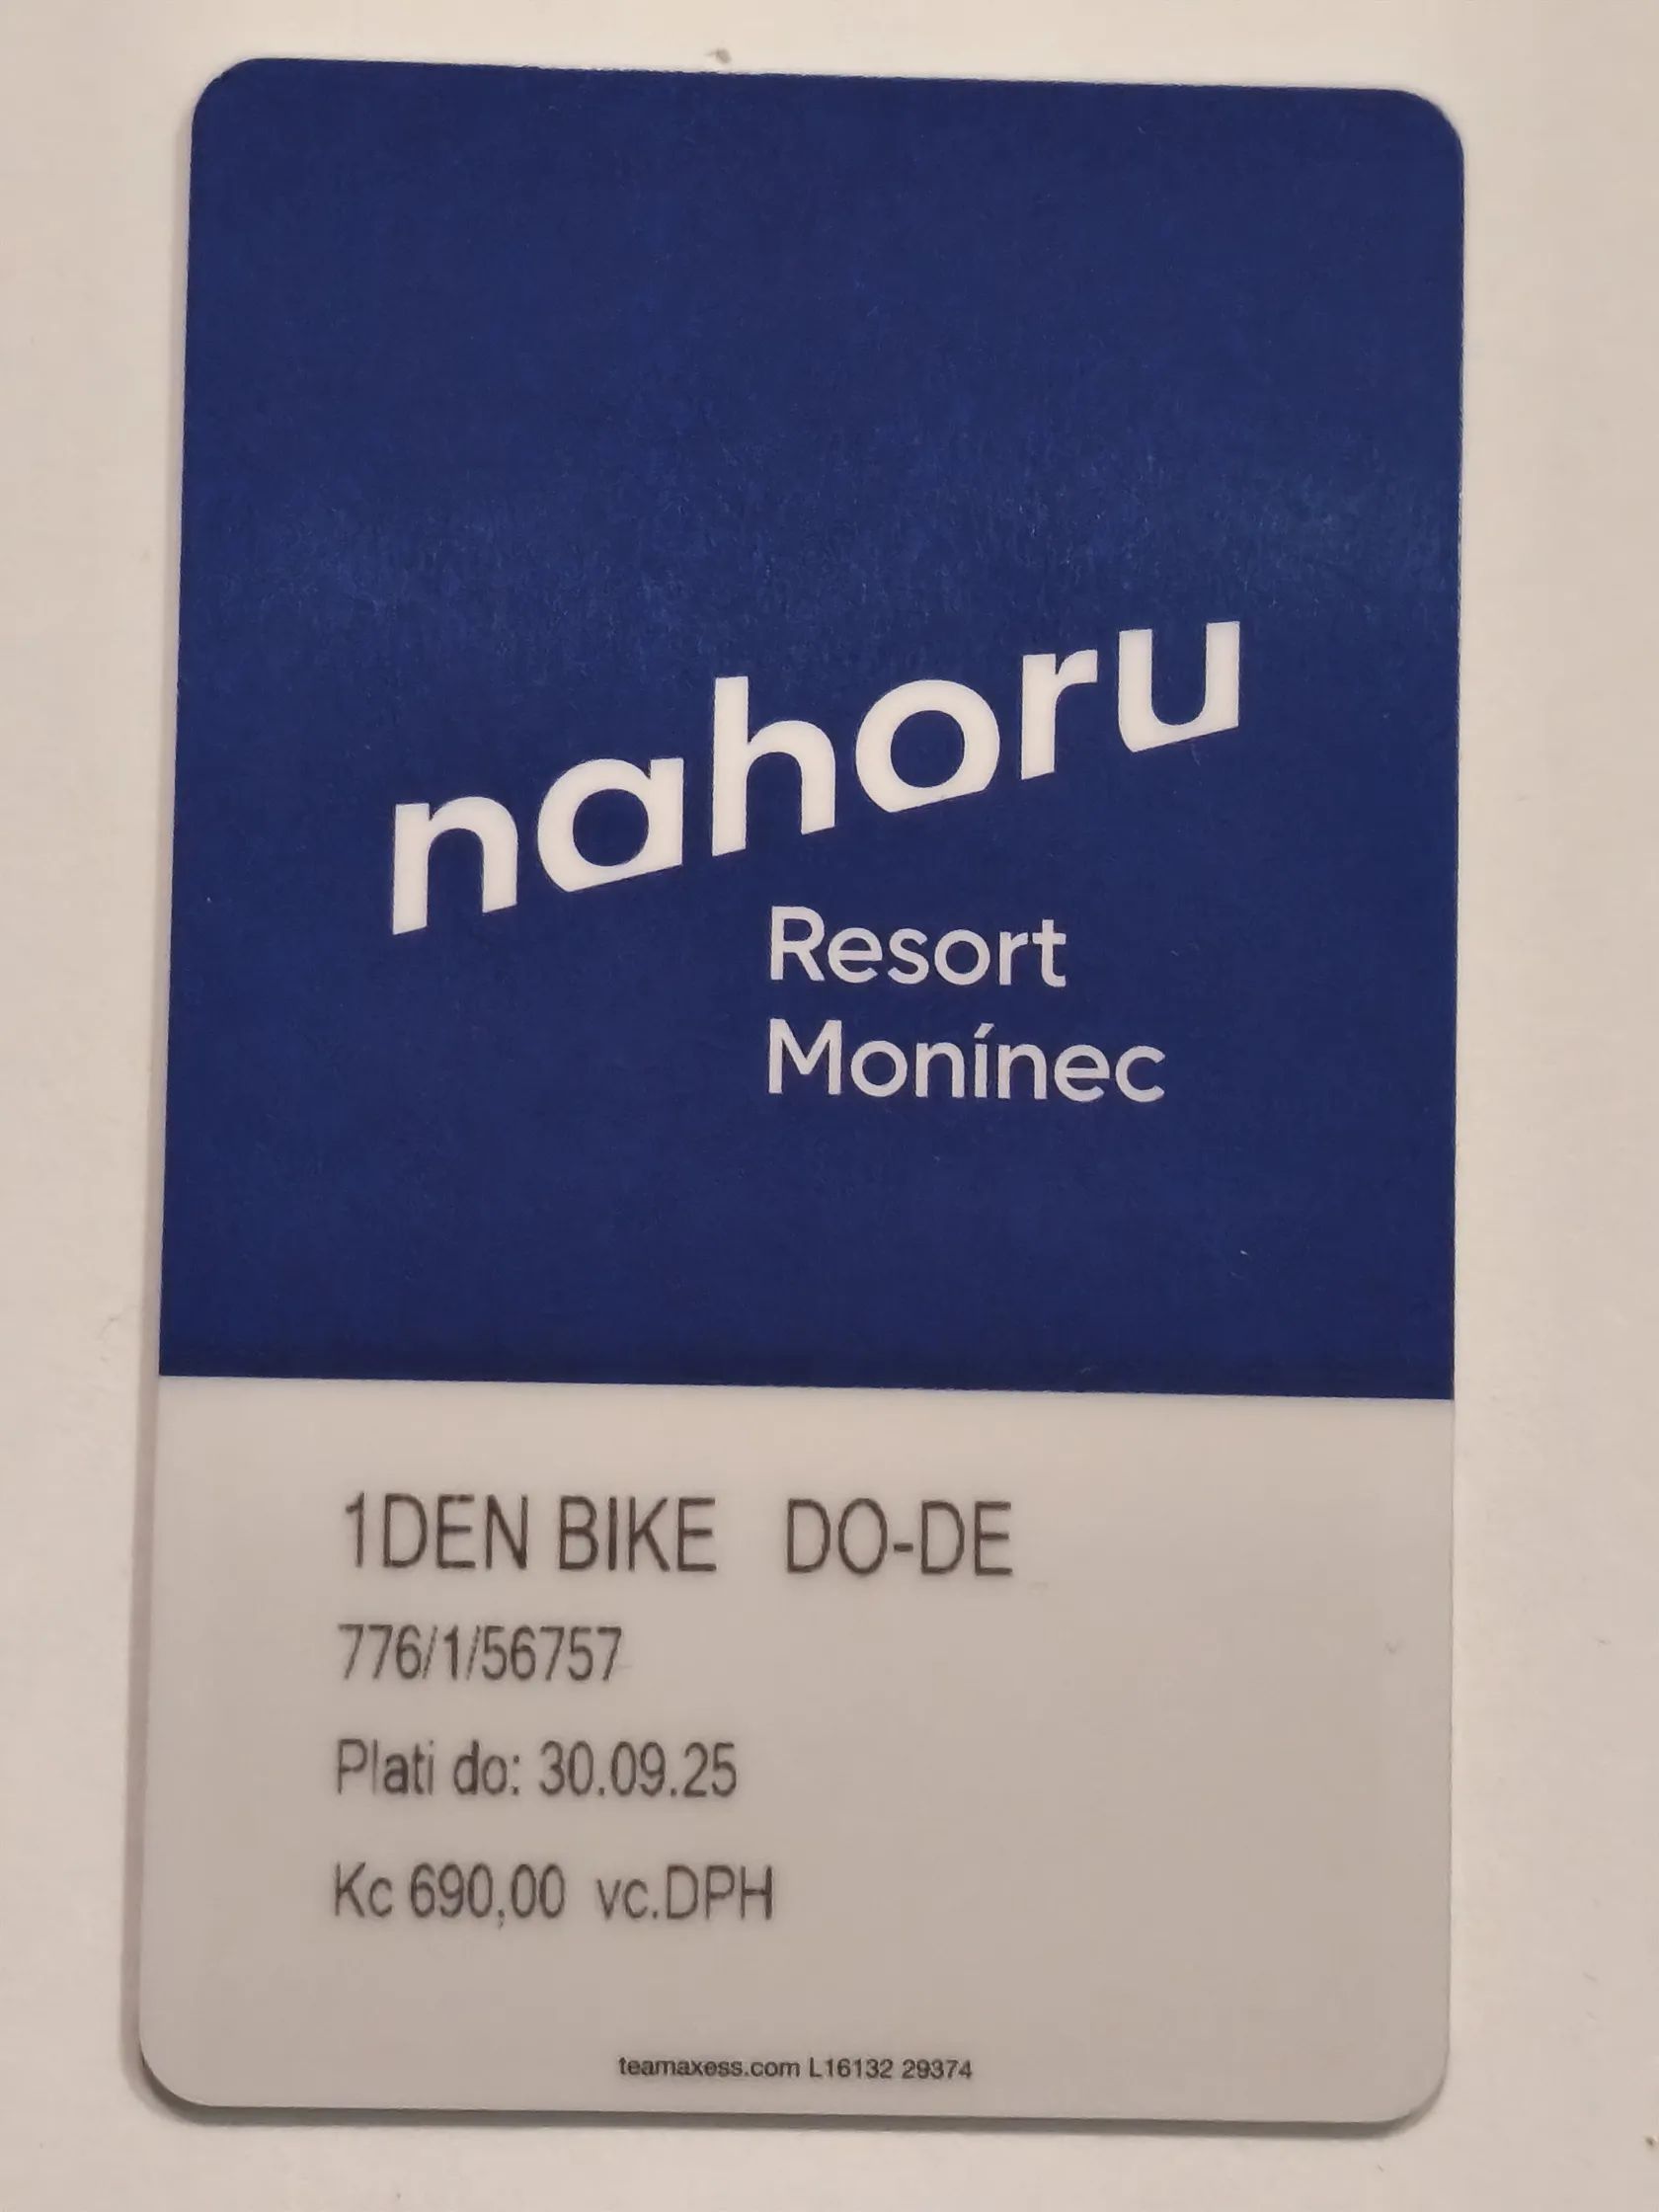 nahoru
Resort
Monínec
1DEN BIKE DO-DE
776/1/56757
Plati do: 30.09.25
Kc 690,00 vc.DPH
teamaxess.com L16132 29374